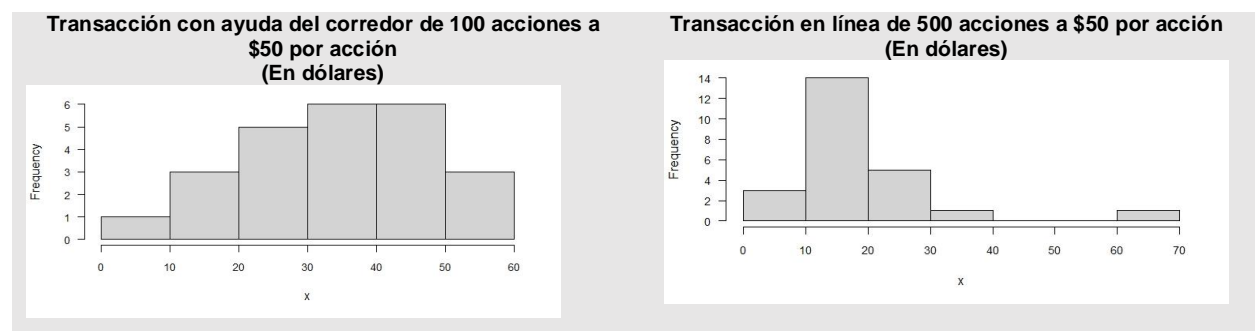 Transacción con ayuda del corredor de 100 acciones a
$50 por acción
(En dólares)
6
5
4
3
2
1
0
Frequency
0 10 20 30 40 50 60
x
Transacción en línea de 500 acciones a $50 por acción
(En dólares)
14
12
10
8
6
4
2
0
Frequency
0 10 20 30 40 50 60 70
x